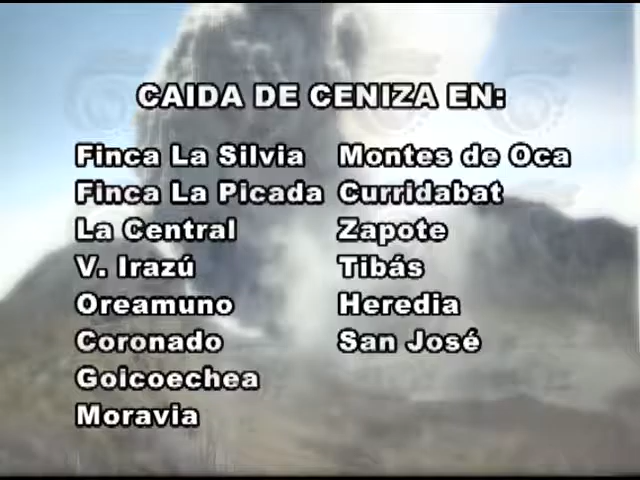 CAIDA DE CENIZA EN:
Finca La Silvia
Finca La Picada
La Central
V. Irazú
Oreamuno
Coronado
Goicoechea
Moravia
Montes de Oca
Curridabat
Zapote
Tibás
Heredia
San José